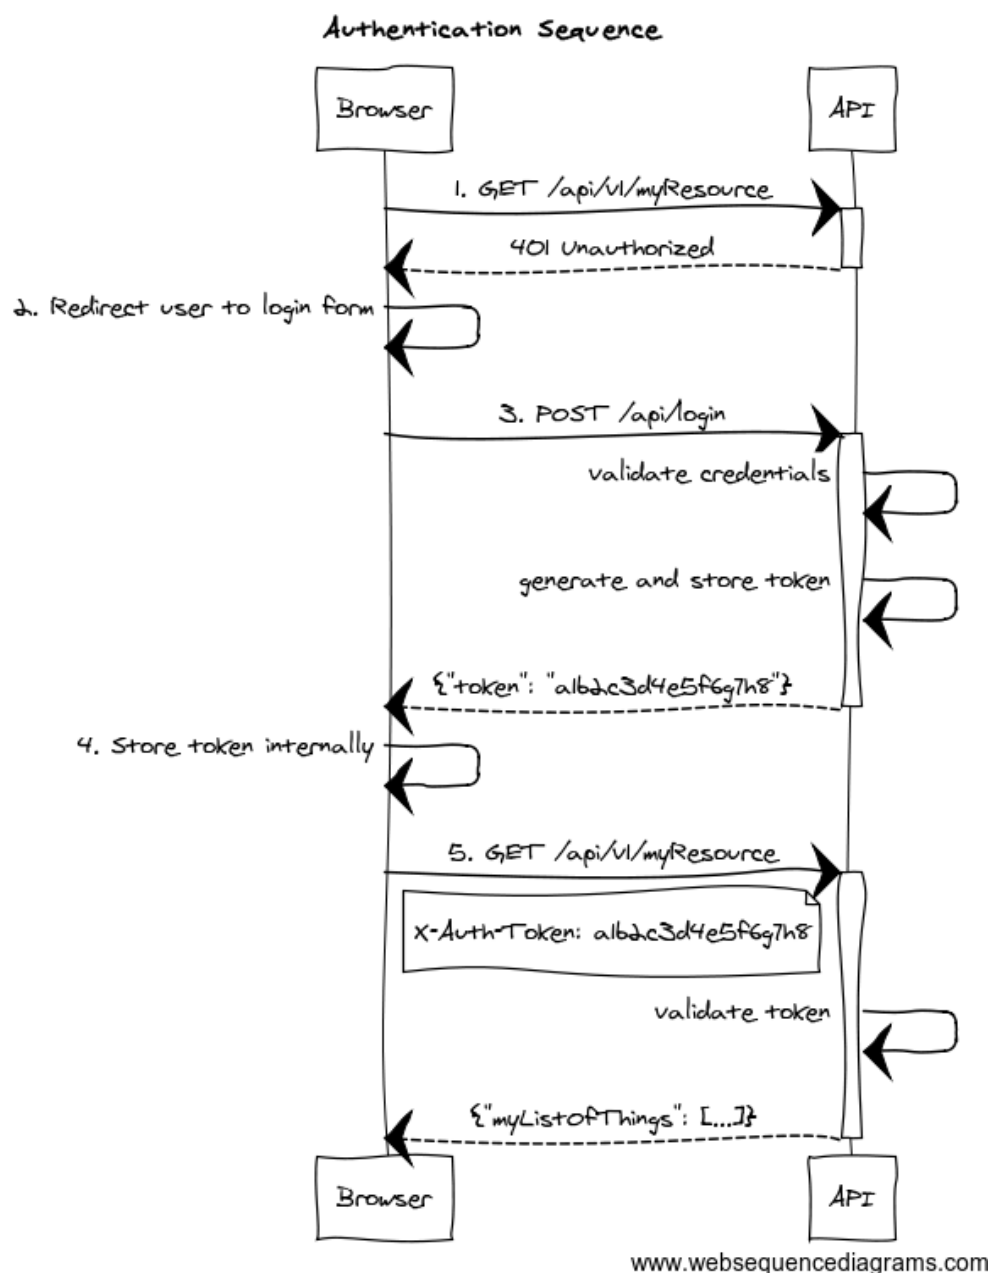 Authentication Sequence
Browser
API
1. GET /api/v1/myResource
401 Unauthorized
2. Redirect user to login form
3. POST /api/login
validate credentials
generate and store token
{"token": "a1b2c3d4e5f6g7h8"}
4. Store token internally
5. GET /api/v1/myResource
X-Auth-Token: a1b2c3d4e5f6g7h8
validate token
{"myListOfThings": [...]}
Browser
API
www.websequencediagrams.com